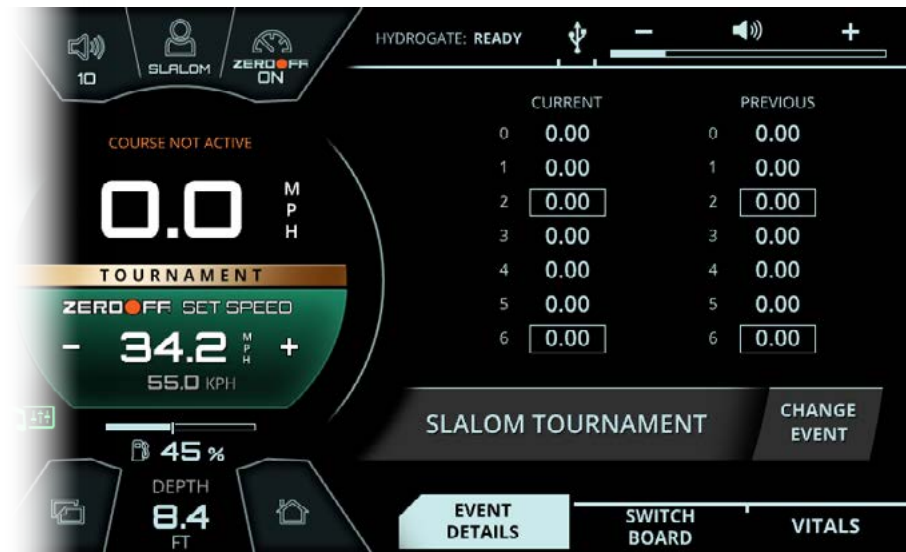 10
SLALOM
ZEROOFF
ON
HYDROGATE: READY
- +
COURSE NOT ACTIVE
0.0 MPH
TOURNAMENT
ZEROOFF SET SPEED
- 34.2 MPH +
55.0 KPH
45 %
DEPTH
8.4
FT
CURRENT PREVIOUS
0 0.00 0 0.00
1 0.00 1 0.00
2 0.00 2 0.00
3 0.00 3 0.00
4 0.00 4 0.00
5 0.00 5 0.00
6 0.00 6 0.00
SLALOM TOURNAMENT
CHANGE
EVENT
EVENT
DETAILS
SWITCH
BOARD
VITALS